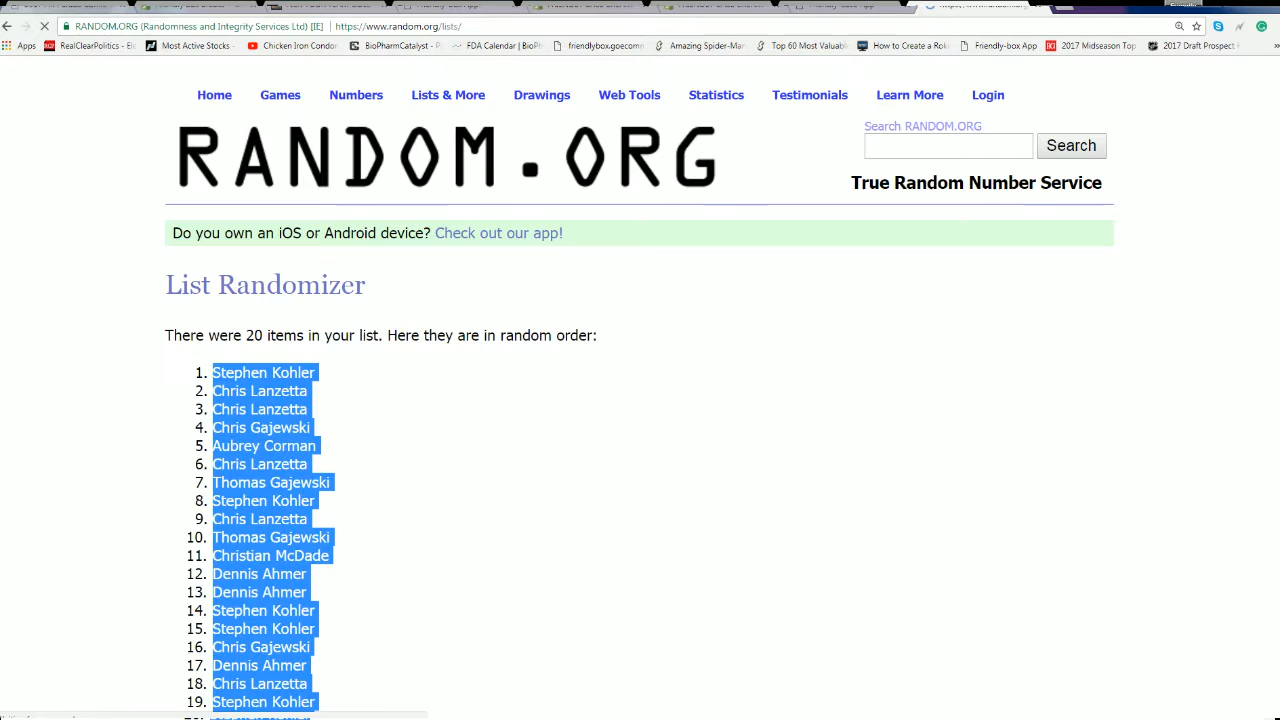 RANDOM.ORG (Randomness and Integrity Services Ltd) [IE] https://www.random.org/lists/
Apps RealClearPolitics - Ele Most Active Stocks - Chicken Iron Condor BioPharmCatalyst - P FDA Calendar | BioP friendlybox.goecomm Amazing Spider-Man Top 60 Most Valuabl How to Create a Roku Friendly-box App 2017 Midseason Top 2017 Draft Prospect
Home Games Numbers Lists & More Drawings Web Tools Statistics Testimonials Learn More Login
RANDOM.ORG
Search RANDOM.ORG
Search
True Random Number Service
Do you own an iOS or Android device? Check out our app!
List Randomizer
There were 20 items in your list. Here they are in random order:
1. Stephen Kohler
2. Chris Lanzetta
3. Chris Lanzetta
4. Chris Gajewski
5. Aubrey Corman
6. Chris Lanzetta
7. Thomas Gajewski
8. Stephen Kohler
9. Chris Lanzetta
10. Thomas Gajewski
11. Christian McDade
12. Dennis Ahmer
13. Dennis Ahmer
14. Stephen Kohler
15. Stephen Kohler
16. Chris Gajewski
17. Dennis Ahmer
18. Chris Lanzetta
19. Stephen Kohler